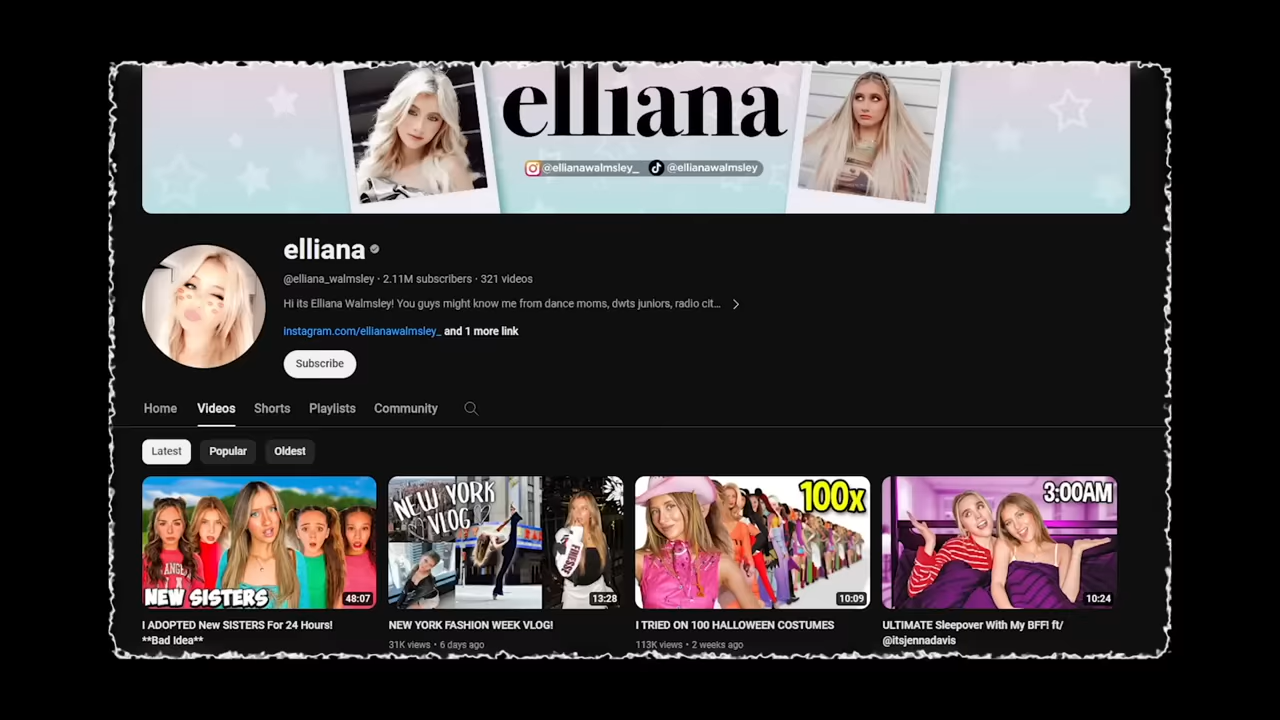 elliana
@ellianawalmsley_ @ellianawalmsley
elliana
@elliana_walmsley · 2.11M subscribers · 321 videos
Hi its Elliana Walmsley! You guys might know me from dance moms, dwts juniors, radio cit...
instagram.com/ellianawalmsley_ and 1 more link
Subscribe
Home Videos Shorts Playlists Community
Latest Popular Oldest
NEW SISTERS
48:07
NEW YORK
VLOG
FINESSE
13:28
100x
10:09
3:00AM
10:24
I ADOPTED New SISTERS For 24 Hours!
**Bad Idea**
NEW YORK FASHION WEEK VLOG!
31K views · 6 days ago
I TRIED ON 100 HALLOWEEN COSTUMES
113K views · 2 weeks ago
ULTIMATE Sleepover With My BFF! ft/
@itsjennadavis